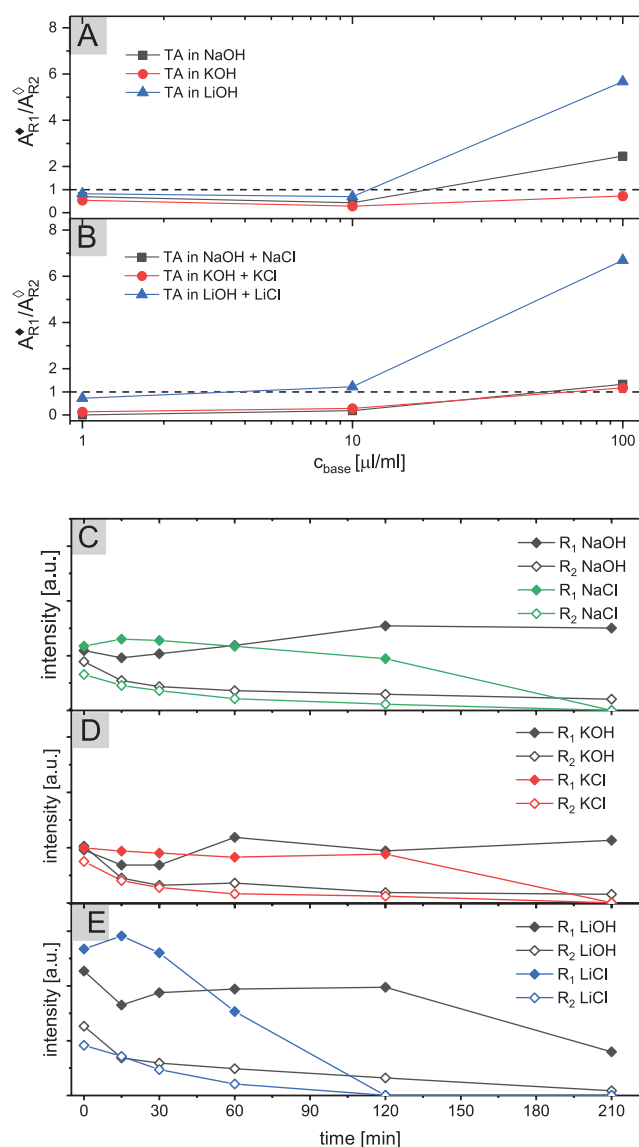 A
8
6
4
2
1
0
A♦R1/A◇R2
TA in NaOH
TA in KOH
TA in LiOH
B
8
6
4
2
1
0
A♦R1/A◇R2
TA in NaOH + NaCl
TA in KOH + KCl
TA in LiOH + LiCl
1 10 100
cbase [µl/ml]
C
intensity [a.u.]
R1 NaOH
R2 NaOH
R1 NaCl
R2 NaCl
D
intensity [a.u.]
R1 KOH
R2 KOH
R1 KCl
R2 KCl
E
intensity [a.u.]
R1 LiOH
R2 LiOH
R1 LiCl
R2 LiCl
0 30 60 90 120 150 180 210
time [min]